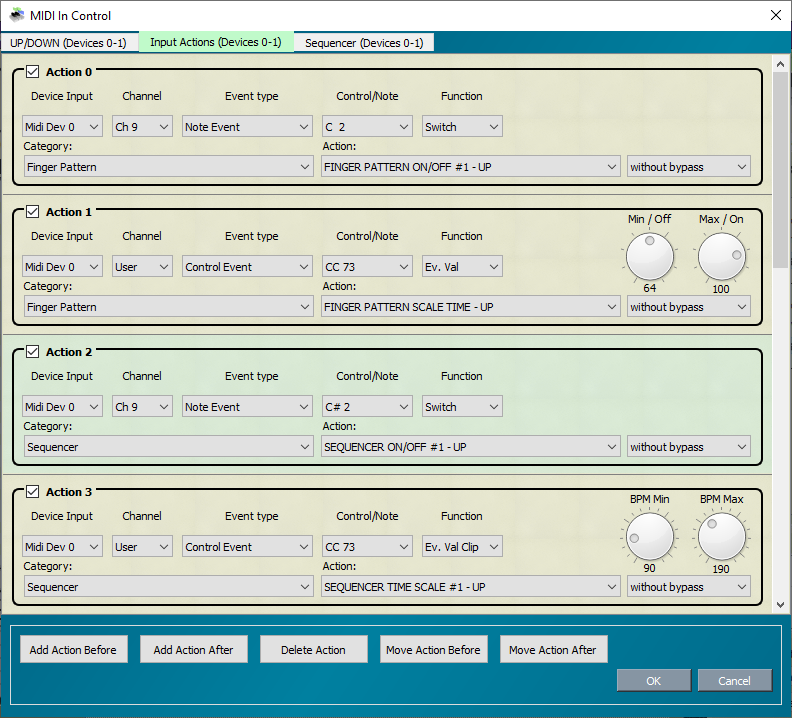 MIDI In Control
UP/DOWN (Devices 0-1) Input Actions (Devices 0-1) Sequencer (Devices 0-1)
Action 0
Device Input Channel Event type Control/Note Function
Midi Dev 0 Ch 9 Note Event C 2 Switch
Category: Action:
Finger Pattern FINGER PATTERN ON/OFF #1 - UP without bypass
Action 1
Min / Off Max / On
Device Input Channel Event type Control/Note Function
Midi Dev 0 User Control Event CC 73 Ev. Val
64 100
Category: Action:
Finger Pattern FINGER PATTERN SCALE TIME - UP without bypass
Action 2
Device Input Channel Event type Control/Note Function
Midi Dev 0 Ch 9 Note Event C# 2 Switch
Category: Action:
Sequencer SEQUENCER ON/OFF #1 - UP without bypass
Action 3
BPM Min BPM Max
Device Input Channel Event type Control/Note Function
Midi Dev 0 User Control Event CC 73 Ev. Val Clip
90 190
Category: Action:
Sequencer SEQUENCER TIME SCALE #1 - UP without bypass
Add Action Before Add Action After Delete Action Move Action Before Move Action After
OK Cancel